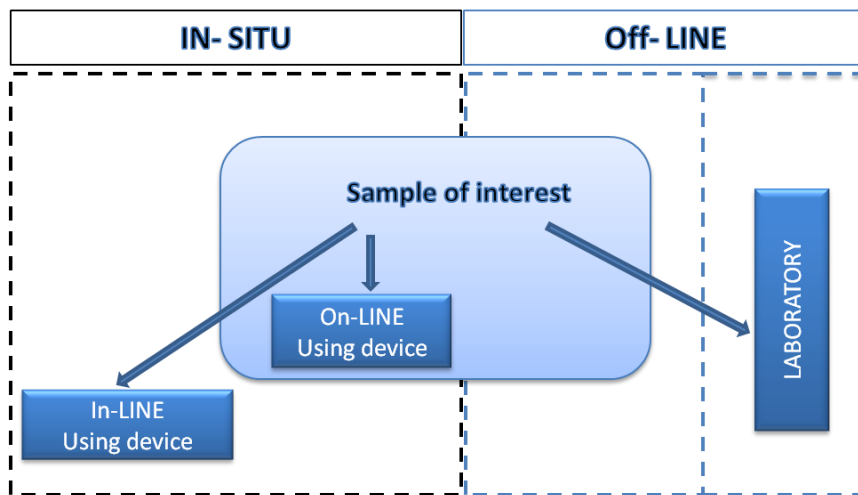 IN- SITU
Off- LINE
Sample of interest
On-LINE
Using device
In-LINE
Using device
LABORATORY